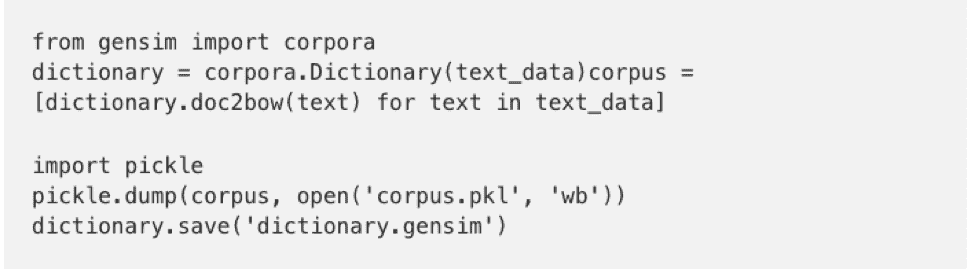 from gensim import corpora
dictionary = corpora.Dictionary(text_data)corpus =
[dictionary.doc2bow(text) for text in text_data]
import pickle
pickle.dump(corpus, open('corpus.pkl', 'wb'))
dictionary.save('dictionary.gensim')